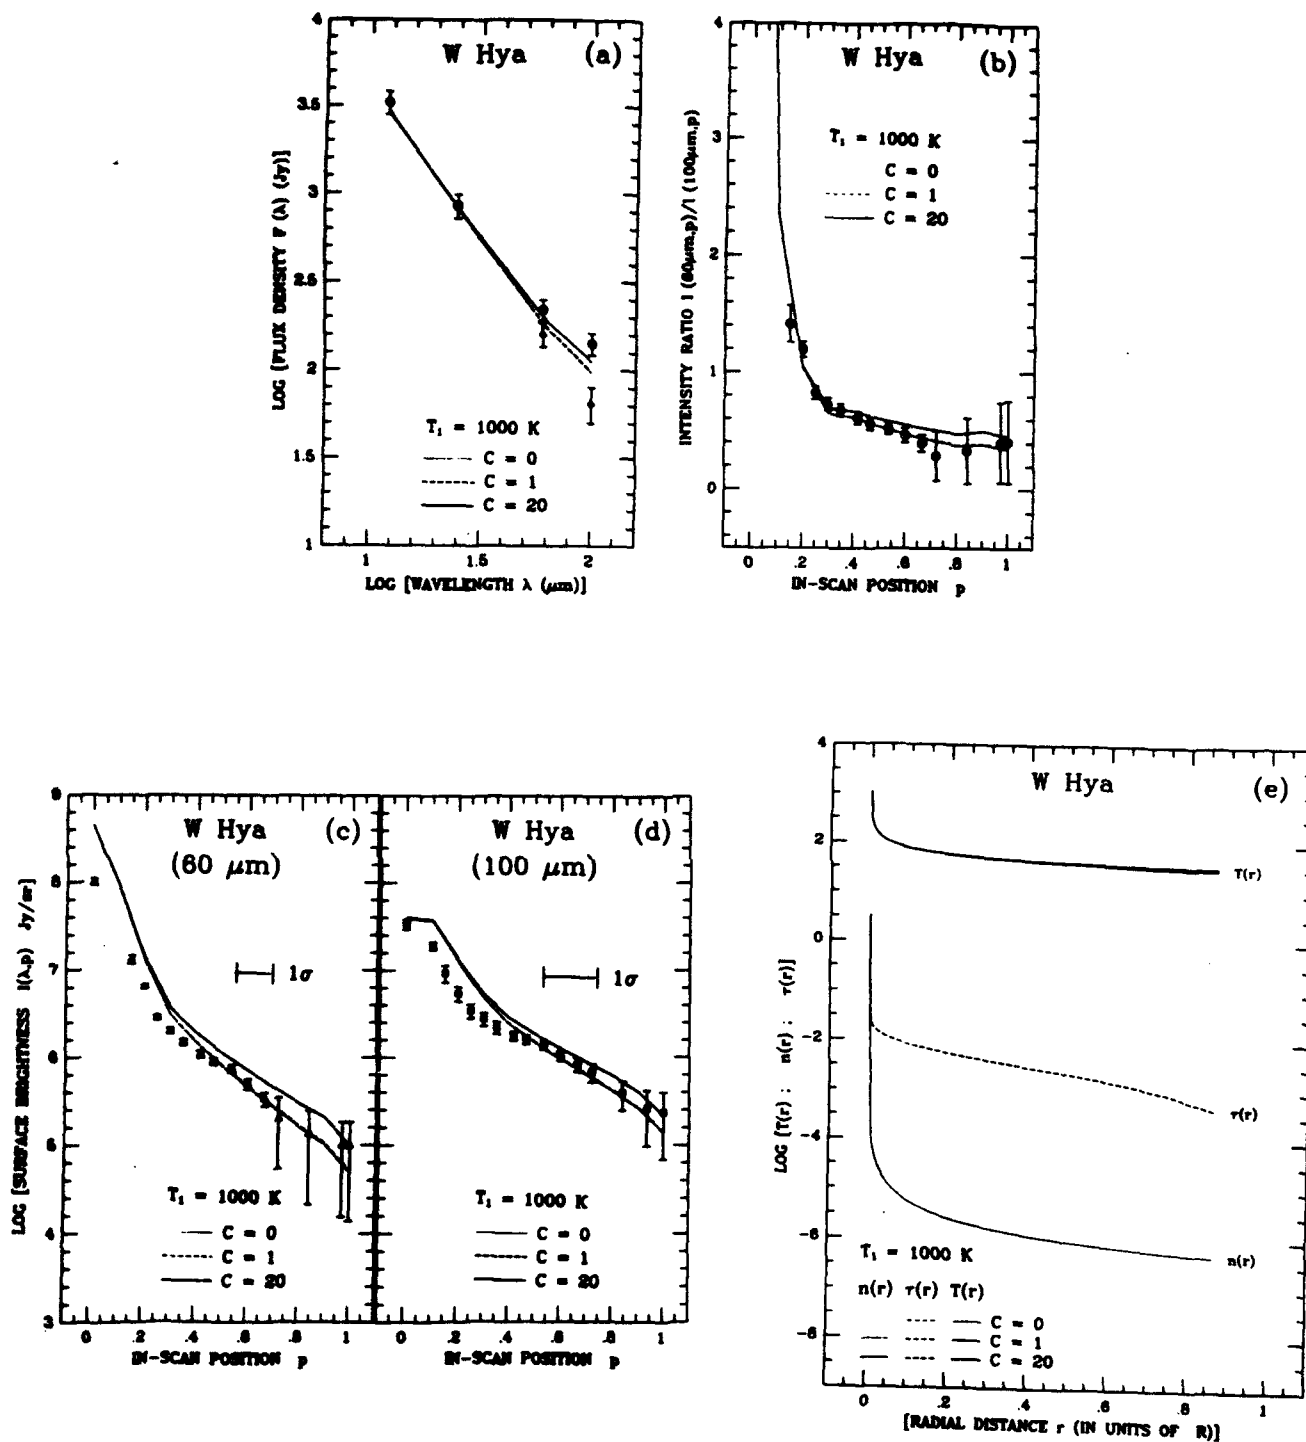 W Hya (a)
4
3.5
3
2.5
2
1.5
1
LOG [FLUX DENSITY F (λ) (Jy)]
T₁ = 1000 K
C = 0
C = 1
C = 20
1 1.5 2
LOG [WAVELENGTH λ (μm)]
W Hya (b)
4
3
2
1
0
INTENSITY RATIO I (60μm,p)/I (100μm,p)
T₁ = 1000 K
C = 0
C = 1
C = 20
0 .2 .4 .6 .8 1
IN-SCAN POSITION p
W Hya (c)
(60 μm)
9
8
7
6
5
4
3
LOG [SURFACE BRIGHTNESS I(λ,p) Jy/sr]
1σ
T₁ = 1000 K
C = 0
C = 1
C = 20
0 .2 .4 .6 .8 1
IN-SCAN POSITION p
W Hya (d)
(100 μm)
1σ
T₁ = 1000 K
C = 0
C = 1
C = 20
0 .2 .4 .6 .8 1
IN-SCAN POSITION p
W Hya (e)
4
2
0
-2
-4
-6
-8
LOG [T(r) ; n(r) ; τ(r)]
T(r)
τ(r)
n(r)
T₁ = 1000 K
n(r) τ(r) T(r)
C = 0
C = 1
C = 20
0 .2 .4 .6 .8 1
[RADIAL DISTANCE r (IN UNITS OF R)]